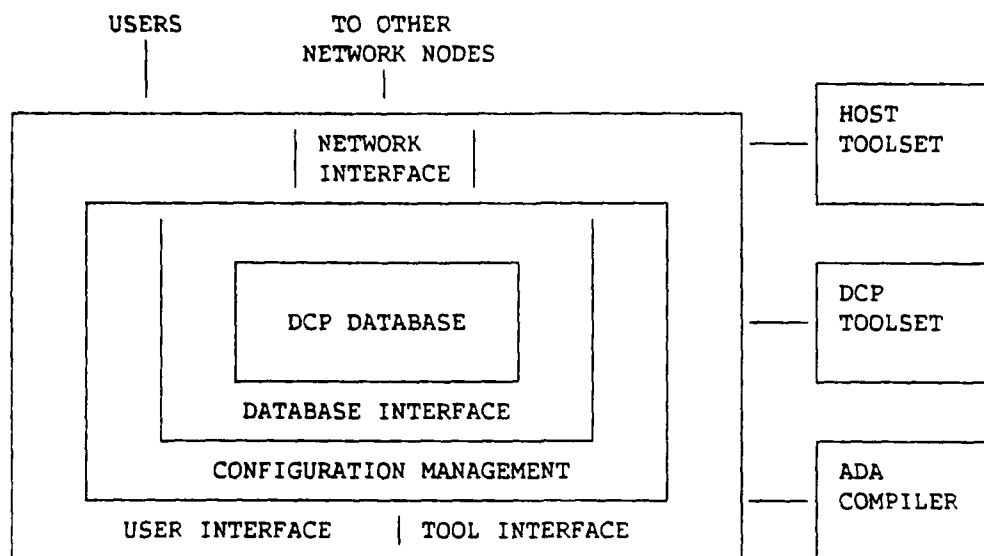 USERS
TO OTHER
NETWORK NODES
HOST
TOOLSET
NETWORK
INTERFACE
DCP
TOOLSET
DCP DATABASE
DATABASE INTERFACE
CONFIGURATION MANAGEMENT
ADA
COMPILER
USER INTERFACE
TOOL INTERFACE